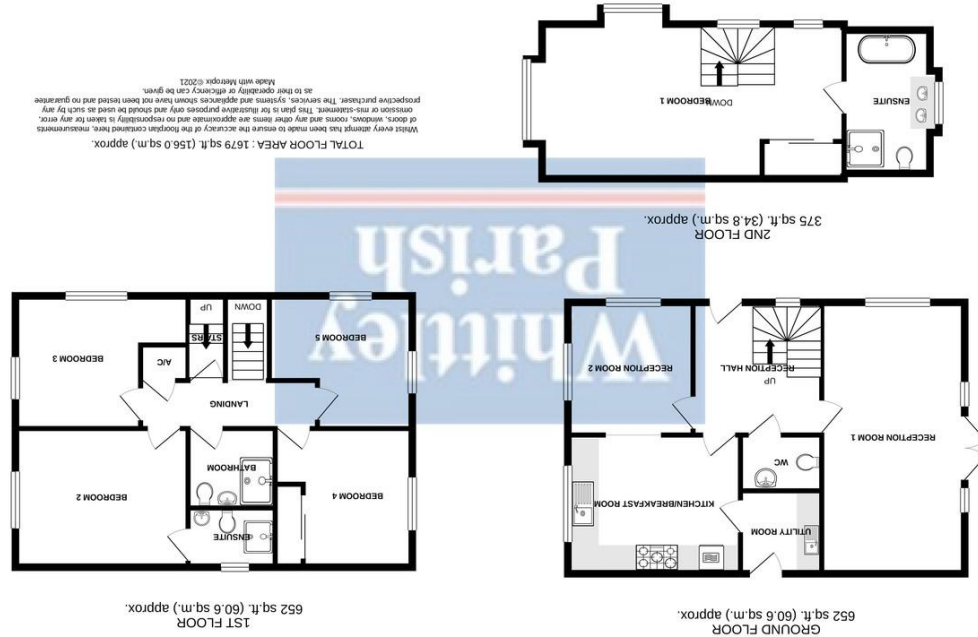 GROUND FLOOR
652 sq.ft. (60.6 sq.m.) approx.
UTILITY ROOM
KITCHEN/BREAKFAST ROOM
WC
RECEPTION ROOM 1
UP
RECEPTION HALL
RECEPTION ROOM 2
1ST FLOOR
652 sq.ft. (60.6 sq.m.) approx.
ENSUITE
BEDROOM 4
BEDROOM 2
BATHROOM
LANDING
A/C
BEDROOM 3
BEDROOM 5
STAIRS
UP
DOWN
Whittley
Parish
2ND FLOOR
375 sq.ft. (34.8 sq.m.) approx.
ENSUITE
DOWN
BEDROOM 1
TOTAL FLOOR AREA : 1679 sq.ft. (156.0 sq.m.) approx.
Whilst every attempt has been made to ensure the accuracy of the floorplan contained here, measurements
of doors, windows, rooms and any other items are approximate and no responsibility is taken for any error,
omission or mis-statement. This plan is for illustrative purposes only and should be used as such by any
prospective purchaser. The services, systems and appliances shown have not been tested and no guarantee
as to their operability or efficiency can be given.
Made with Metropix ©2021